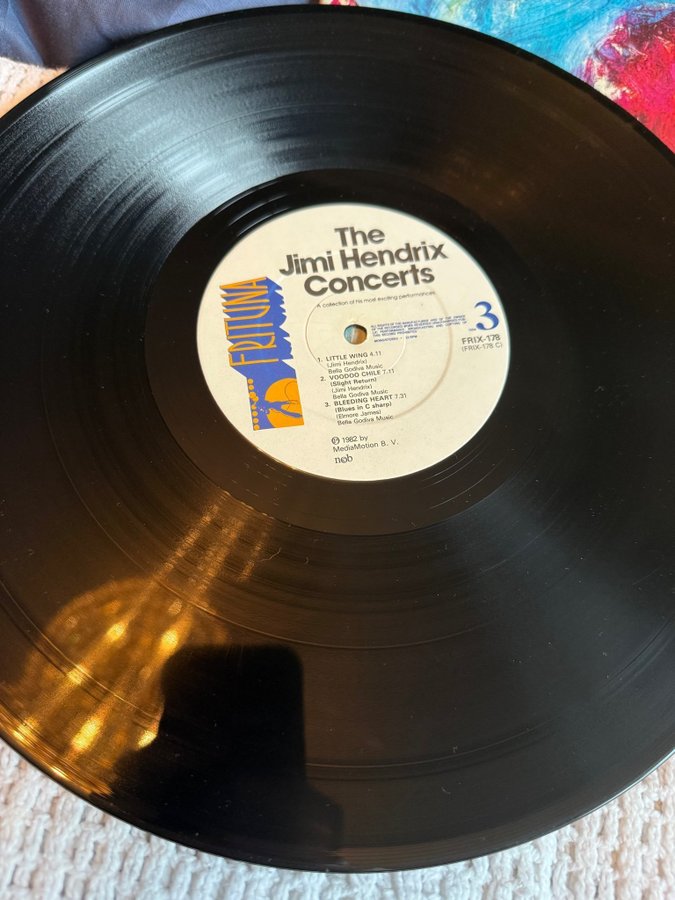 The
Jimi Hendrix
Concerts
A collection of his most exciting performances
FRITUNA
3
FRIX-178
(FRIX-178 C)
1. LITTLE WING 4.11
(Jimi Hendrix)
Bella Godiva Music
2. VOODOO CHILE 7.11
(Slight Return)
(Jimi Hendrix)
Bella Godiva Music
3. BLEEDING HEART 7.31
(Blues in C sharp)
(Elmore James)
Bella Godiva Music
Ⓟ 1982 by
MediaMotion B. V.
ncb